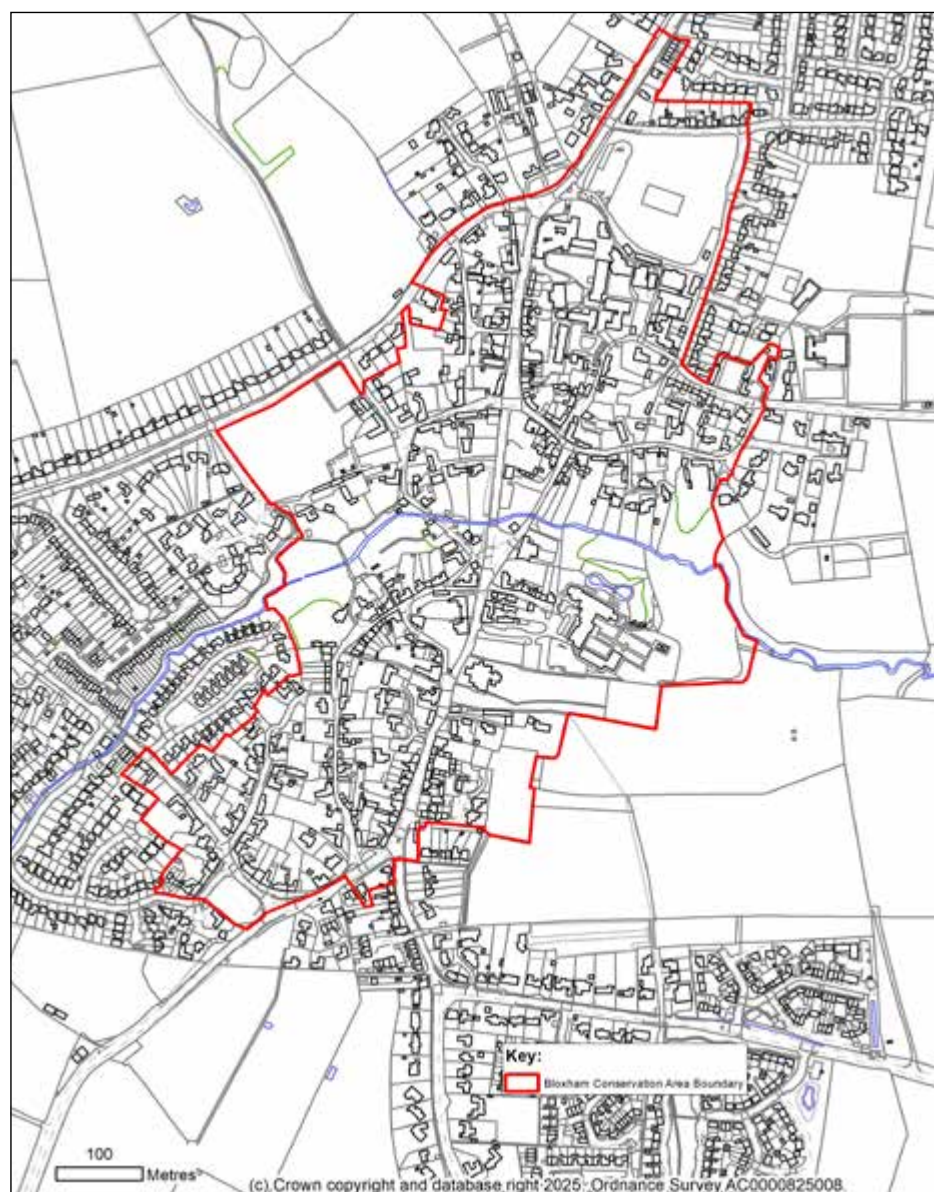 Key:
Bloxham Conservation Area Boundary
100
Metres
(c) Crown copyright and database right 2025. Ordnance Survey AC0000825008.